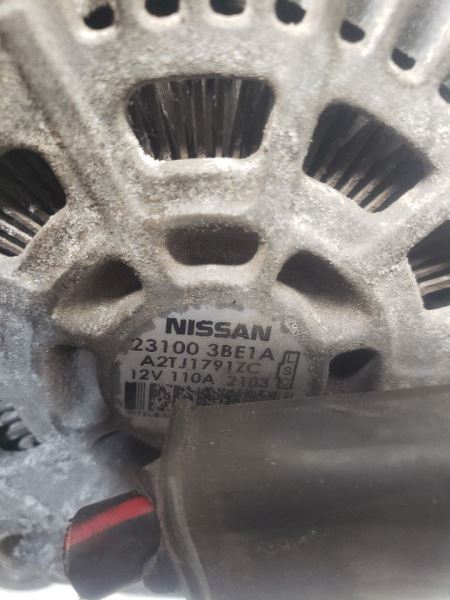 NISSAN
23100 3BE1A
A2TJ1791ZC
12V 110A 2103
L
S
C